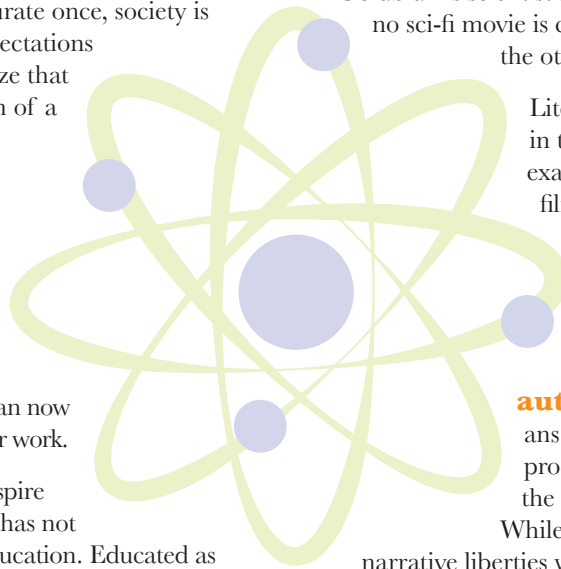 urate once, society is
ectations
ze that
n of a
an now
r work.
spire
has not
ucation. Educated as
no sci-fi movie is c
the ot
Lite
in t
exa
fil
aut
ans
pro
the
While
narrative liberties w